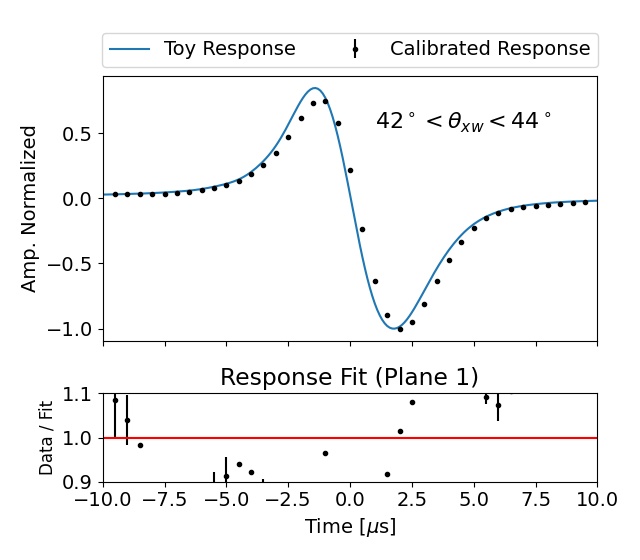 Toy Response Calibrated Response
42° < θxw < 44°
Amp. Normalized
0.5
0.0
−0.5
−1.0
Response Fit (Plane 1)
Data / Fit
1.1
1.0
0.9
−10.0 −7.5 −5.0 −2.5 0.0 2.5 5.0 7.5 10.0
Time [μs]